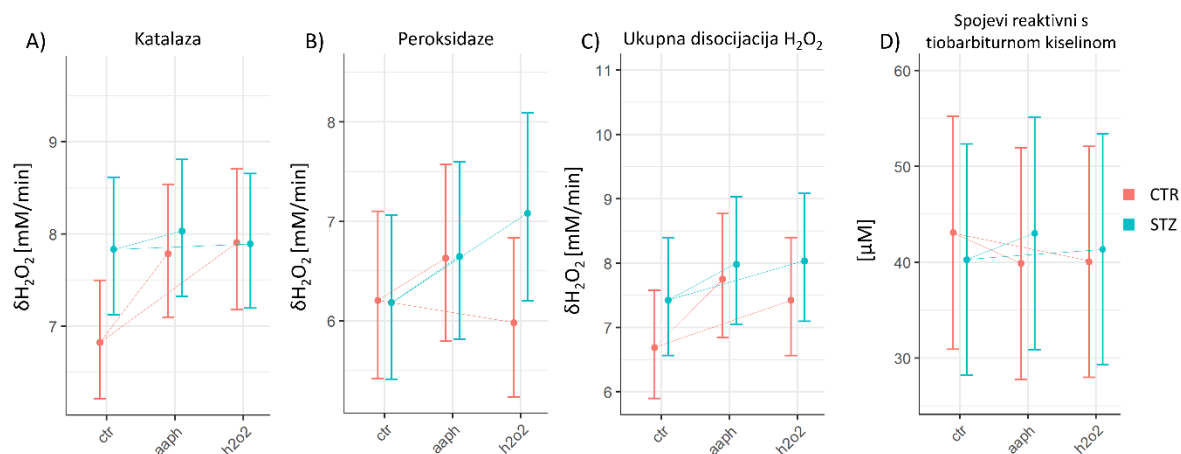 A)
Katalaza
δH₂O₂ [mM/min]
9
8
7
ctr
aaph
h2o2
B)
Peroksidaze
δH₂O₂ [mM/min]
8
7
6
ctr
aaph
h2o2
C)
Ukupna disocijacija H₂O₂
δH₂O₂ [mM/min]
11
10
9
8
7
6
ctr
aaph
h2o2
D)
Spojevi reaktivni s
tiobarbiturnom kiselinom
[µM]
60
50
40
30
ctr
aaph
h2o2
CTR
STZ